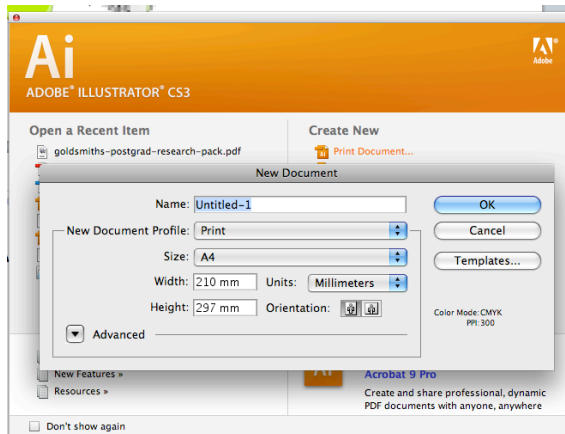 Ai
Adobe
ADOBE® ILLUSTRATOR® CS3
Open a Recent Item
Create New
goldsmiths-postgrad-research-pack.pdf
Print Document...
New Document
Name: Untitled-1
OK
New Document Profile: Print
Cancel
Size: A4
Templates...
Width: 210 mm Units: Millimeters
Height: 297 mm Orientation:
Color Mode:CMYK
PPI:300
Advanced
New Features »
Acrobat 9 Pro
Resources »
Create and share professional, dynamic
PDF documents with anyone, anywhere
Don't show again